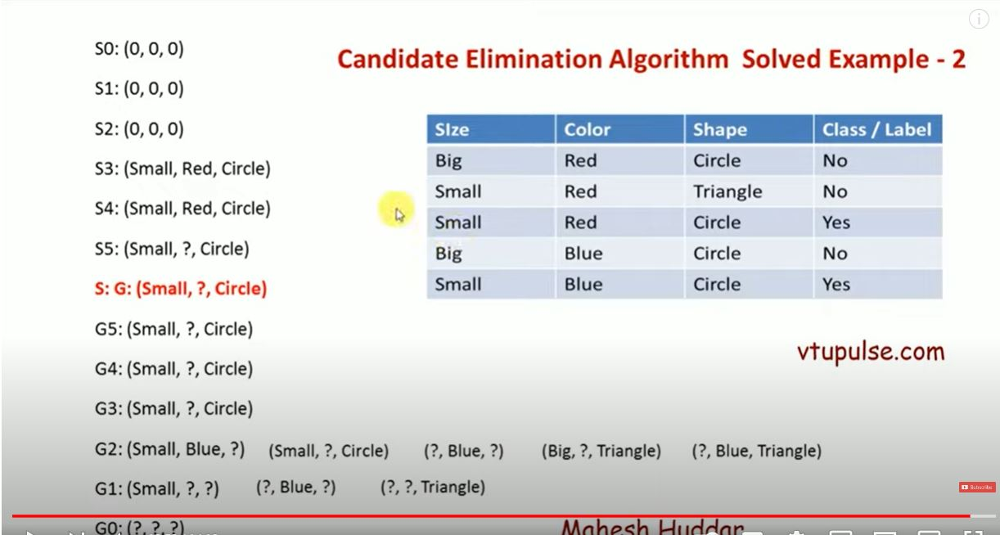 S0: (0, 0, 0)
Candidate Elimination Algorithm Solved Example - 2
S1: (0, 0, 0)
S2: (0, 0, 0)
S3: (Small, Red, Circle)
S4: (Small, Red, Circle)
S5: (Small, ?, Circle)
S: G: (Small, ?, Circle)
SIze Color Shape Class / Label
Big Red Circle No
Small Red Triangle No
Small Red Circle Yes
Big Blue Circle No
Small Blue Circle Yes
G5: (Small, ?, Circle)
vtupulse.com
G4: (Small, ?, Circle)
G3: (Small, ?, Circle)
G2: (Small, Blue, ?) (Small, ?, Circle) (?, Blue, ?) (Big, ?, Triangle) (?, Blue, Triangle)
G1: (Small, ?, ?) (?, Blue, ?) (?, ?, Triangle)
Subscribe
G0: (?, ?, ?)
Mahesh Huddar